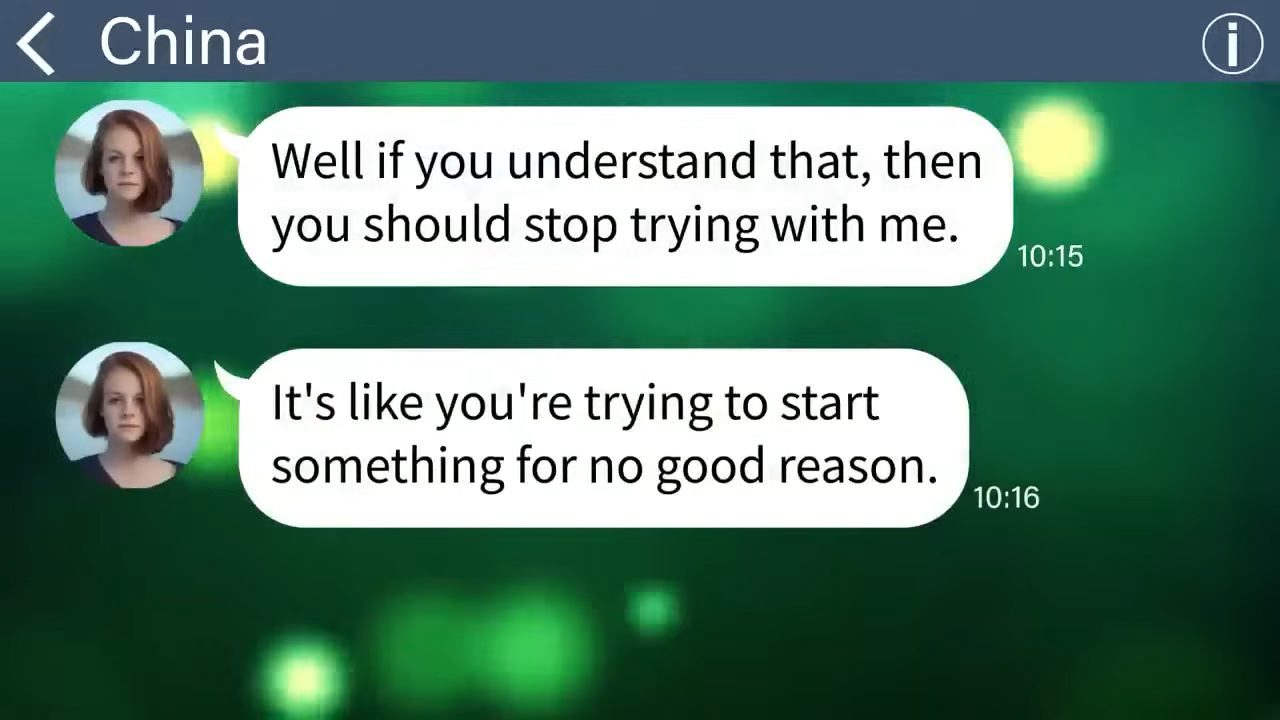 China
Well if you understand that, then
you should stop trying with me.
10:15
It's like you're trying to start
something for no good reason.
10:16